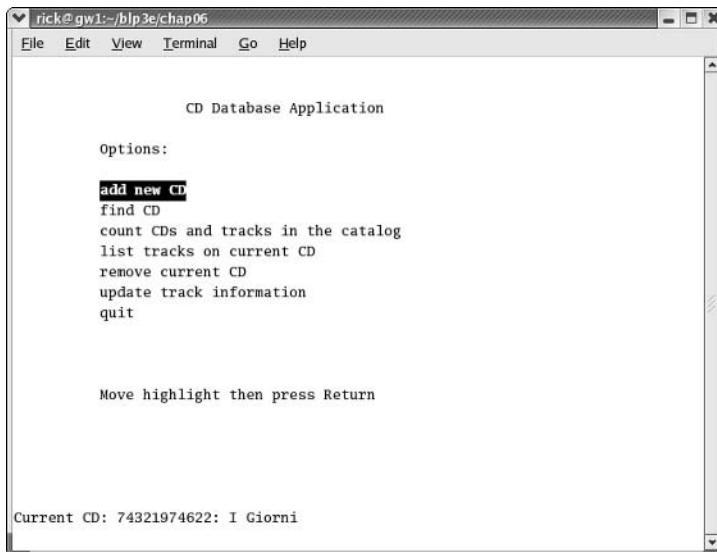 rick@gw1:~/blp3e/chap06
File Edit View Terminal Go Help
CD Database Application
Options:
add new CD
find CD
count CDs and tracks in the catalog
list tracks on current CD
remove current CD
update track information
quit
Move highlight then press Return
Current CD: 74321974622: I Giorni